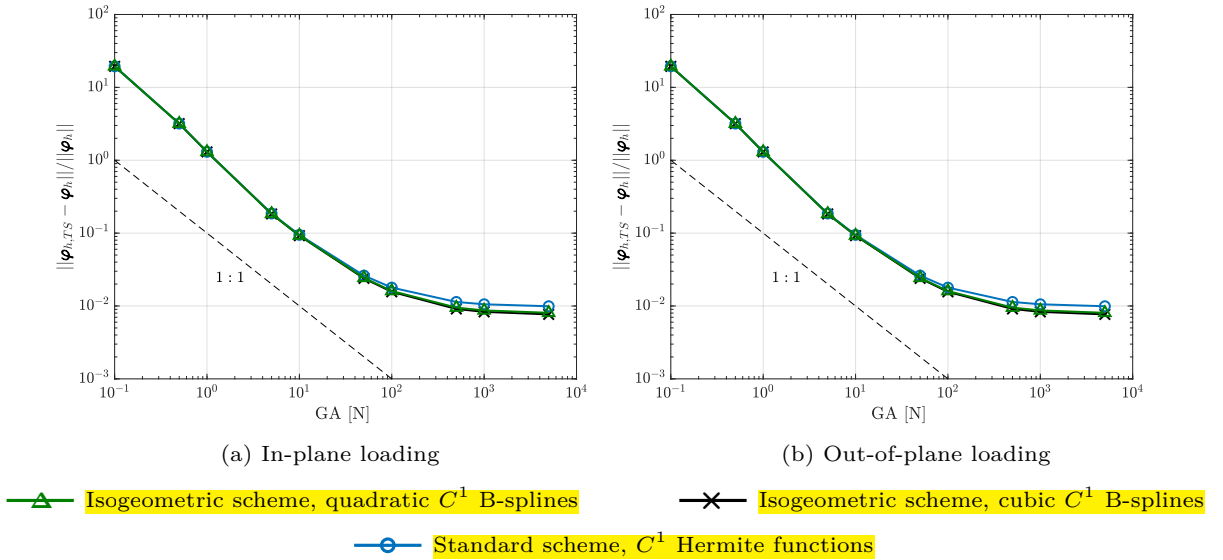 10^2
10^1
10^0
10^{-1}
10^{-2}
10^{-3}
||φ_{h,TS} − φ_h||/||φ_h||
1 : 1
10^{-1} 10^0 10^1 10^2 10^3 10^4
GA [N]
(a) In-plane loading
10^2
10^1
10^0
10^{-1}
10^{-2}
10^{-3}
||φ_{h,TS} − φ_h||/||φ_h||
1 : 1
10^{-1} 10^0 10^1 10^2 10^3 10^4
GA [N]
(b) Out-of-plane loading
Isogeometric scheme, quadratic C^1 B-splines
Isogeometric scheme, cubic C^1 B-splines
Standard scheme, C^1 Hermite functions